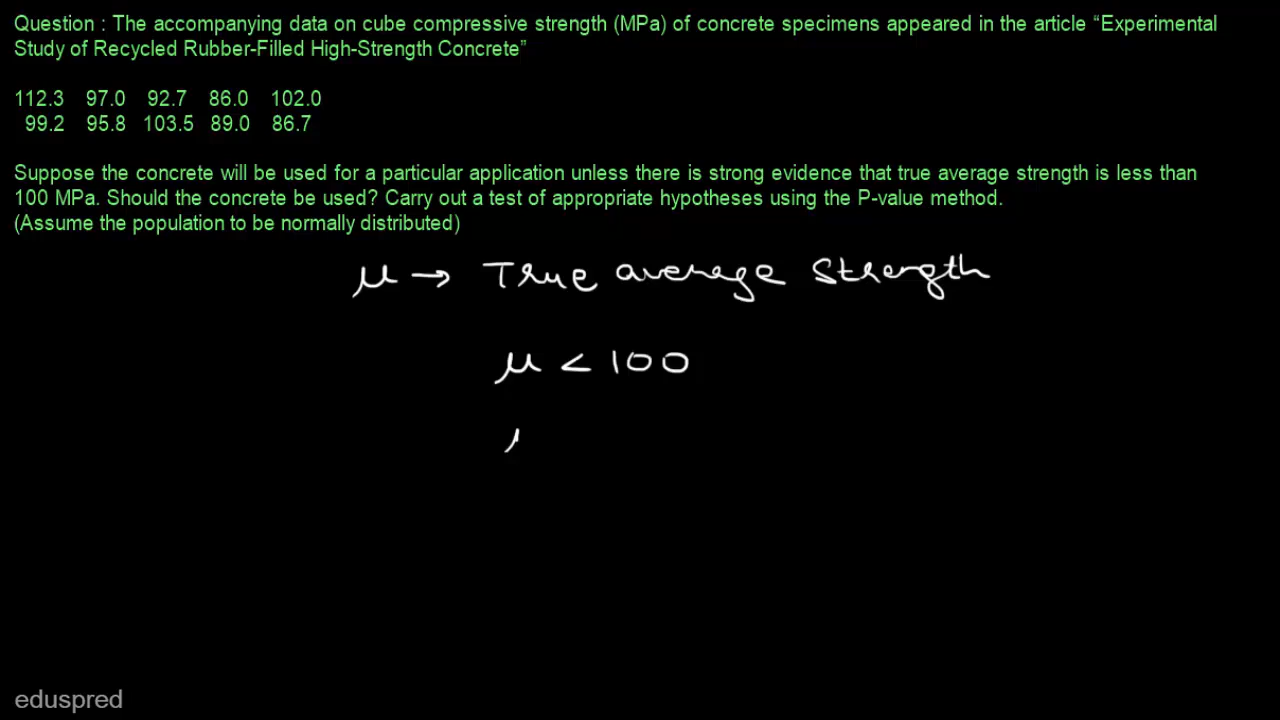 Question : The accompanying data on cube compressive strength (MPa) of concrete specimens appeared in the article “Experimental
Study of Recycled Rubber-Filled High-Strength Concrete”
112.3 97.0 92.7 86.0 102.0
99.2 95.8 103.5 89.0 86.7
Suppose the concrete will be used for a particular application unless there is strong evidence that true average strength is less than
100 MPa. Should the concrete be used? Carry out a test of appropriate hypotheses using the P-value method.
(Assume the population to be normally distributed)
μ → True average Strength
μ < 100
eduspred